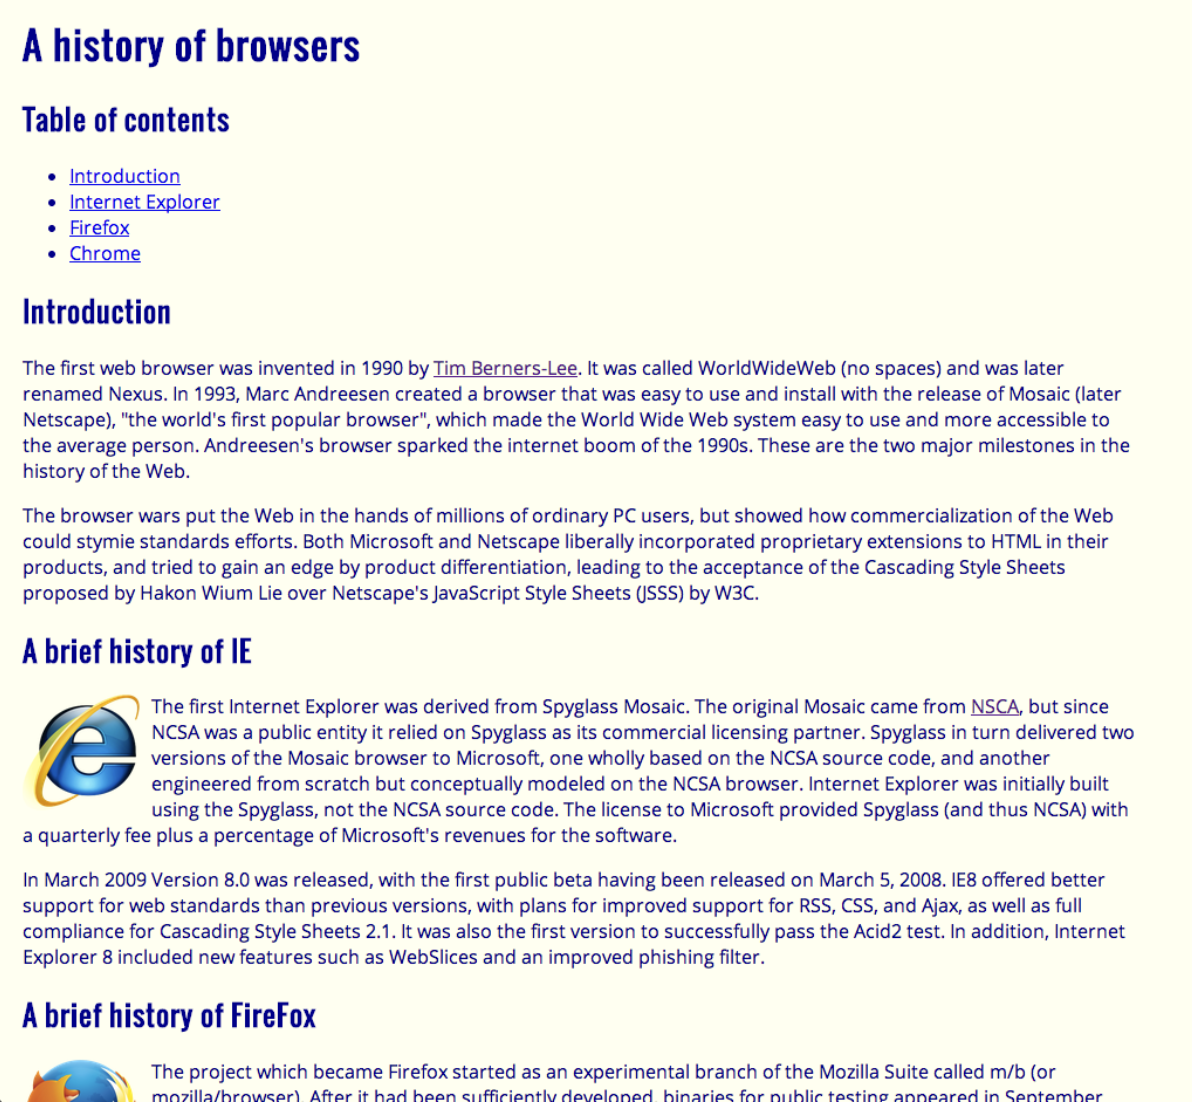 A history of browsers
Table of contents
Introduction
Internet Explorer
Firefox
Chrome
Introduction
The first web browser was invented in 1990 by Tim Berners-Lee. It was called WorldWideWeb (no spaces) and was later
renamed Nexus. In 1993, Marc Andreesen created a browser that was easy to use and install with the release of Mosaic (later
Netscape), "the world's first popular browser", which made the World Wide Web system easy to use and more accessible to
the average person. Andreesen's browser sparked the internet boom of the 1990s. These are the two major milestones in the
history of the Web.
The browser wars put the Web in the hands of millions of ordinary PC users, but showed how commercialization of the Web
could stymie standards efforts. Both Microsoft and Netscape liberally incorporated proprietary extensions to HTML in their
products, and tried to gain an edge by product differentiation, leading to the acceptance of the Cascading Style Sheets
proposed by Hakon Wium Lie over Netscape's JavaScript Style Sheets (JSSS) by W3C.
A brief history of IE
The first Internet Explorer was derived from Spyglass Mosaic. The original Mosaic came from NSCA, but since
NCSA was a public entity it relied on Spyglass as its commercial licensing partner. Spyglass in turn delivered two
versions of the Mosaic browser to Microsoft, one wholly based on the NCSA source code, and another
engineered from scratch but conceptually modeled on the NCSA browser. Internet Explorer was initially built
using the Spyglass, not the NCSA source code. The license to Microsoft provided Spyglass (and thus NCSA) with
a quarterly fee plus a percentage of Microsoft's revenues for the software.
In March 2009 Version 8.0 was released, with the first public beta having been released on March 5, 2008. IE8 offered better
support for web standards than previous versions, with plans for improved support for RSS, CSS, and Ajax, as well as full
compliance for Cascading Style Sheets 2.1. It was also the first version to successfully pass the Acid2 test. In addition, Internet
Explorer 8 included new features such as WebSlices and an improved phishing filter.
A brief history of FireFox
The project which became Firefox started as an experimental branch of the Mozilla Suite called m/b (or
mozilla/browser). After it had been sufficiently developed, binaries for public testing appeared in September